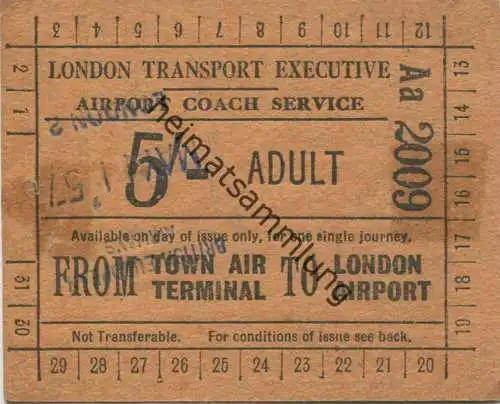 3 4 5 6 7 8 9 10 11 12
LONDON TRANSPORT EXECUTIVE
AIRPORT COACH SERVICE
5/- ADULT
Aa 2009
Available on day of issue only, for one single journey.
FROM TOWN AIR TERMINAL TO LONDON AIRPORT
Not Transferable. For conditions of issue see back.
29 28 27 26 25 24 23 22 21 20
2
1
31
30
13
14
15
16
17
18
19
heimatsammlung